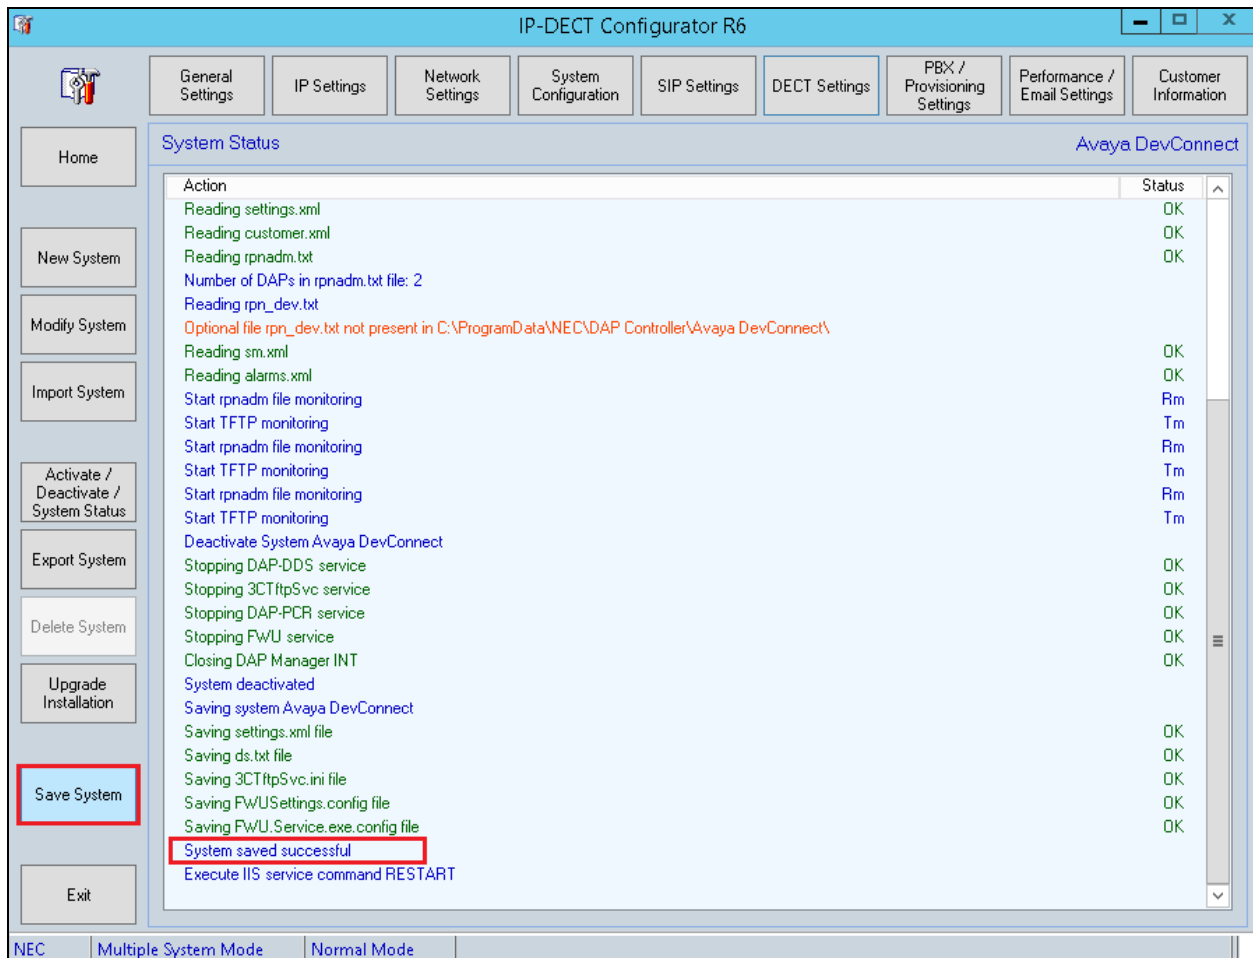 IP-DECT Configurator R6
General
Settings
IP Settings
Network
Settings
System
Configuration
SIP Settings
DECT Settings
PBX /
Provisioning
Settings
Performance /
Email Settings
Customer
Information
Home
New System
Modify System
Import System
Activate /
Deactivate /
System Status
Export System
Delete System
Upgrade
Installation
Save System
Exit
System Status
Avaya DevConnect
Action Status
Reading settings.xml OK
Reading customer.xml OK
Reading rpnadm.txt OK
Number of DAPs in rpnadm.txt file: 2
Reading rpn_dev.txt
Optional file rpn_dev.txt not present in C:\ProgramData\NEC\DAP Controller\Avaya DevConnect\
Reading sm.xml OK
Reading alarms.xml OK
Start rpnadm file monitoring Rm
Start TFTP monitoring Tm
Start rpnadm file monitoring Rm
Start TFTP monitoring Tm
Start rpnadm file monitoring Rm
Start TFTP monitoring Tm
Deactivate System Avaya DevConnect
Stopping DAP-DDS service OK
Stopping 3CTftpSvc service OK
Stopping DAP-PCR service OK
Stopping FWU service OK
Closing DAP Manager INT OK
System deactivated
Saving system Avaya DevConnect
Saving settings.xml file OK
Saving ds.txt file OK
Saving 3CTftpSvc.ini file OK
Saving FWUSettings.config file OK
Saving FWU.Service.exe.config file OK
System saved successful
Execute IIS service command RESTART
NEC Multiple System Mode Normal Mode